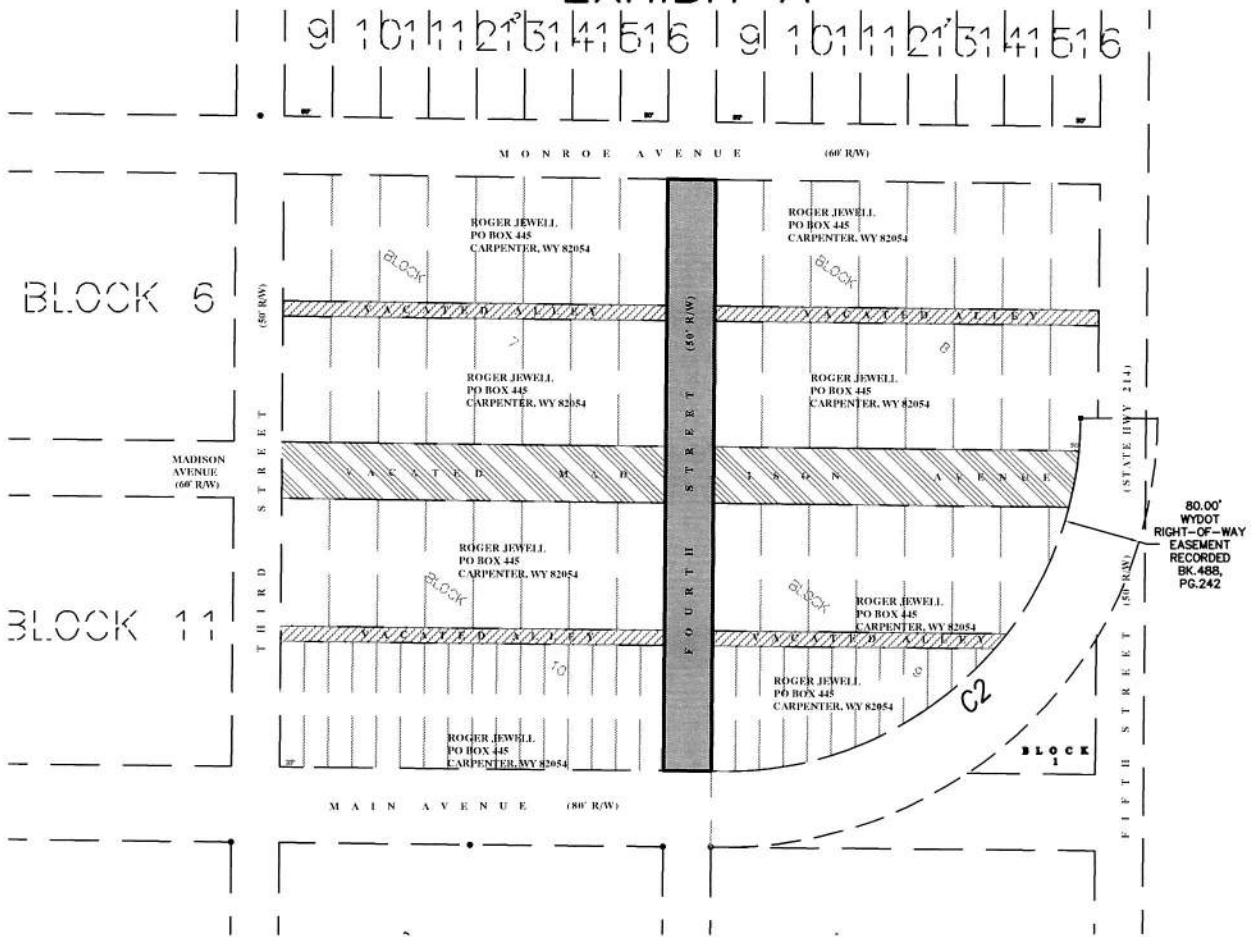 EXHIBIT "A"
9 10 11 12 13 14 15 16 9 10 11 12 13 14 15 16
MONROE AVENUE (60' R/W)
ROGER JEWELL
PO BOX 445
CARPENTER, WY 82054
ROGER JEWELL
PO BOX 445
CARPENTER, WY 82054
BLOCK
BLOCK
BLOCK 6
(50' R/W)
VACATED ALLEY
(50' R/W)
VACATED ALLEY
7
8
ROGER JEWELL
PO BOX 445
CARPENTER, WY 82054
ROGER JEWELL
PO BOX 445
CARPENTER, WY 82054
(STATE HWY 214)
MADISON
AVENUE
(60' R/W)
VACATED MADISON AVENUE
THIRD STREET
FOURTH STREET
80.00'
WYDOT
RIGHT-OF-WAY
EASEMENT
RECORDED
BK.488,
PG.242
ROGER JEWELL
PO BOX 445
CARPENTER, WY 82054
BLOCK
BLOCK
ROGER JEWELL
PO BOX 445
CARPENTER, WY 82054
BLOCK 11
VACATED ALLEY
VACATED ALLEY
10
9
ROGER JEWELL
PO BOX 445
CARPENTER, WY 82054
C2
ROGER JEWELL
PO BOX 445
CARPENTER, WY 82054
BLOCK
1
FIFTH STREET (50' R/W)
MAIN AVENUE (80' R/W)